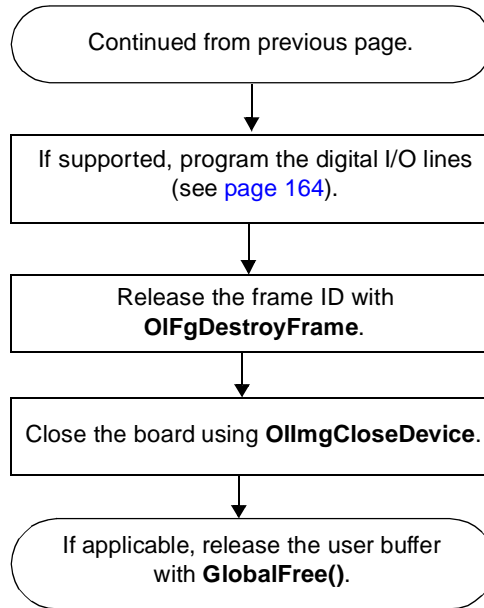 Continued from previous page.
If supported, program the digital I/O lines
(see page 164).
Release the frame ID with
OlFgDestroyFrame.
Close the board using OlImgCloseDevice.
If applicable, release the user buffer
with GlobalFree().